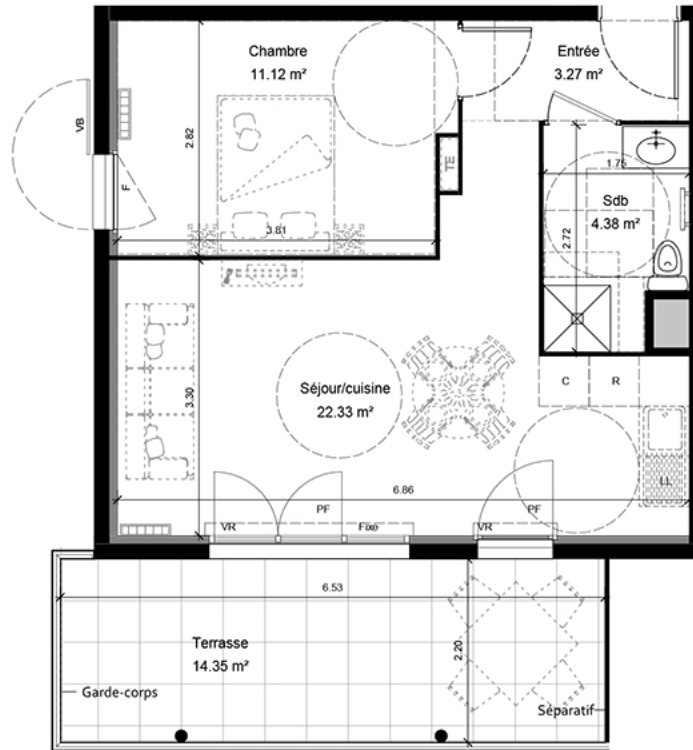 Chambre
11.12 m²
Entrée
3.27 m²
VB
2.82
F
TE
1.75
Sdb
4.38 m²
2.72
3.81
3.30
Séjour/cuisine
22.33 m²
C
R
LL
6.86
VR
PF
Fixe
VR
PF
6.53
Terrasse
14.35 m²
2.20
Garde-corps
Séparatif